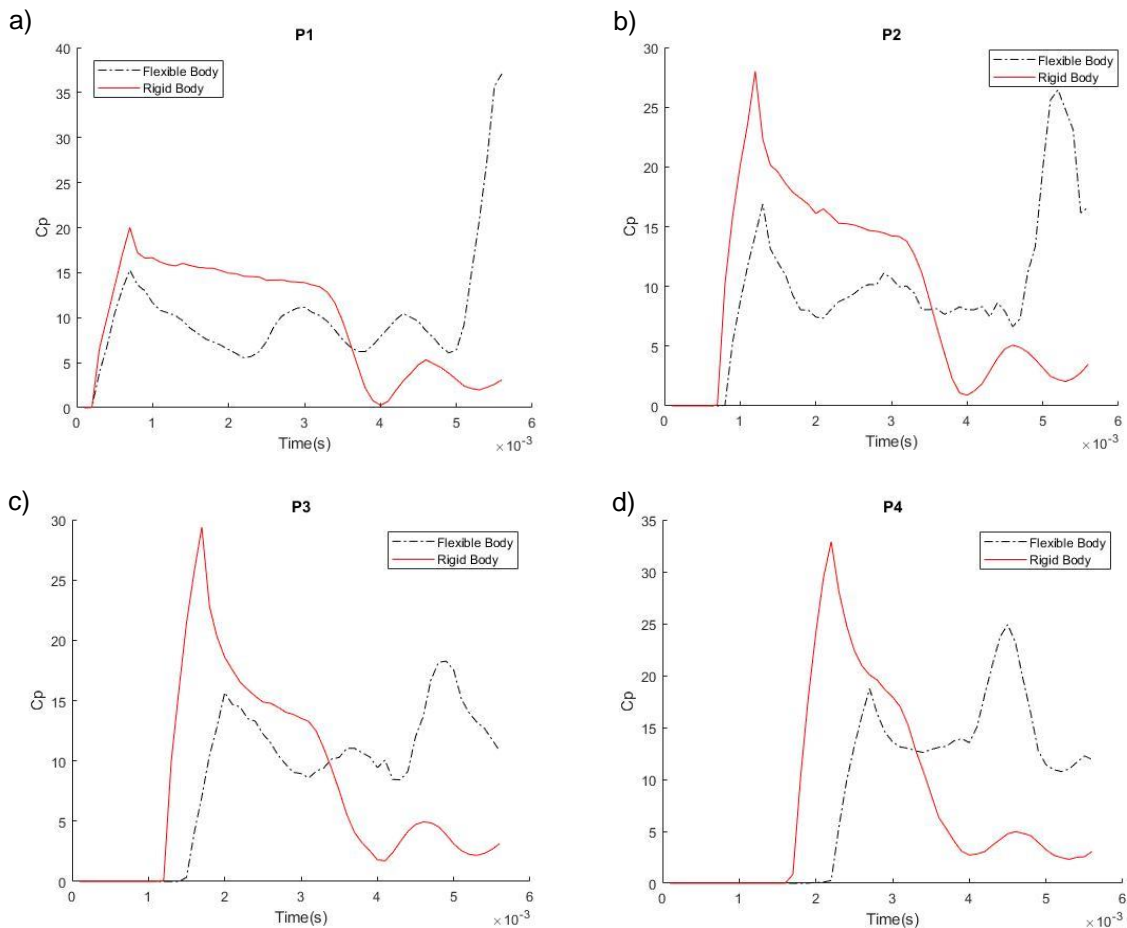 a)
P1
40
35
30
25
20
15
10
5
0
Cp
Flexible Body
Rigid Body
0 1 2 3 4 5 6
Time(s)
×10⁻³
b)
P2
30
25
20
15
10
5
0
Cp
Flexible Body
Rigid Body
0 1 2 3 4 5 6
Time(s)
×10⁻³
c)
P3
30
25
20
15
10
5
0
Cp
Flexible Body
Rigid Body
0 1 2 3 4 5 6
Time(s)
×10⁻³
d)
P4
35
30
25
20
15
10
5
0
Cp
Flexible Body
Rigid Body
0 1 2 3 4 5 6
Time(s)
×10⁻³